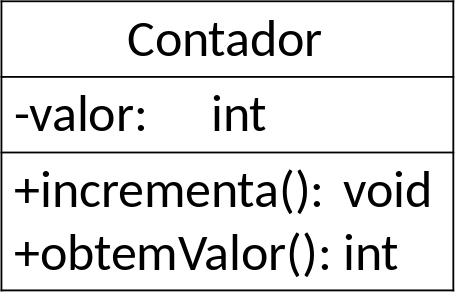 Contador
-valor: int
+incrementa(): void
+obtemValor(): int